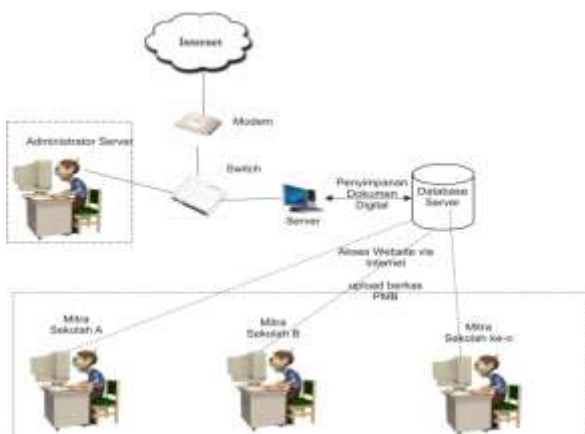 Internet
Modem
Administrator Server
Switch
Server
Penyimpanan
Dokumen
Digital
Database
Server
Akses Website via
Internet
upload berkas
PMB
Mitra
Sekolah A
Mitra
Sekolah B
Mitra
Sekolah ke-n